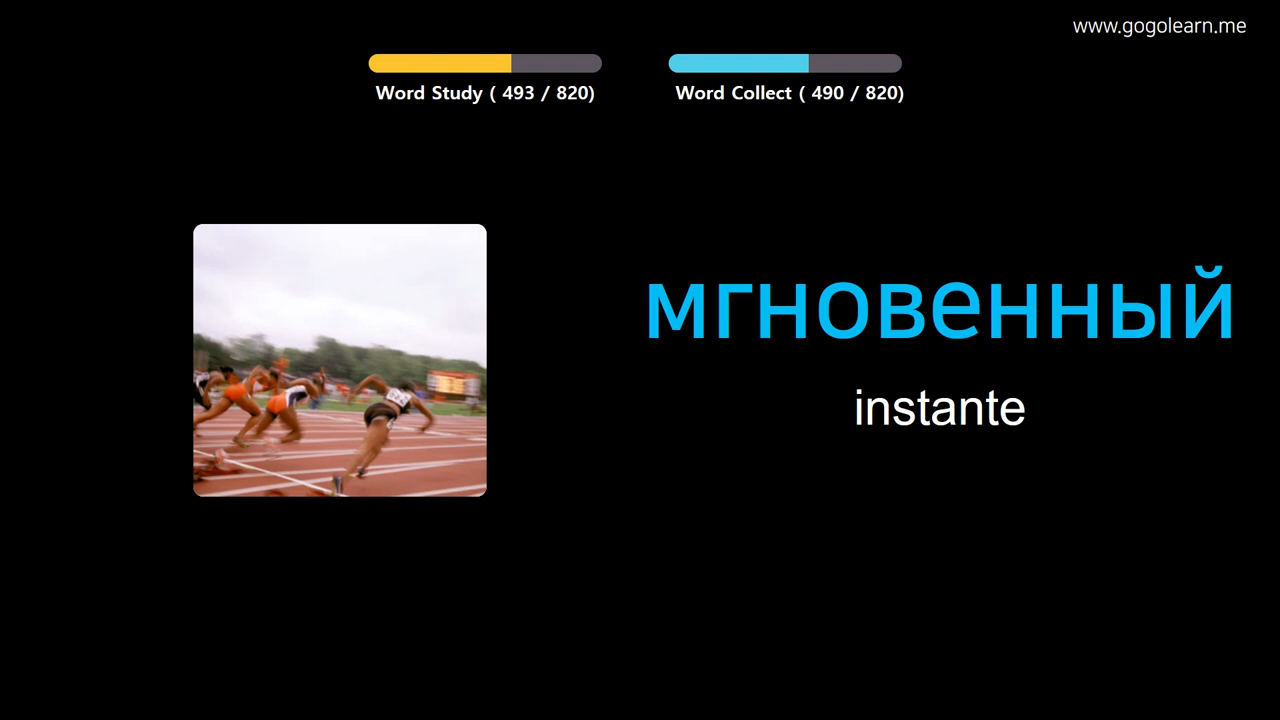 www.gogolearn.me
Word Study ( 493 / 820)
Word Collect ( 490 / 820)
мгновенный
instante